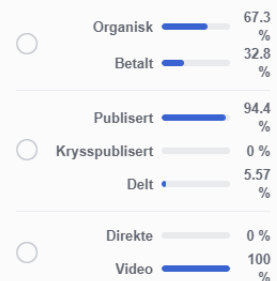 Organisk 67.3 %
Betalt 32.8 %
Publisert 94.4 %
Krysspublisert 0 %
Delt 5.57 %
Direkte 0 %
Video 100 %